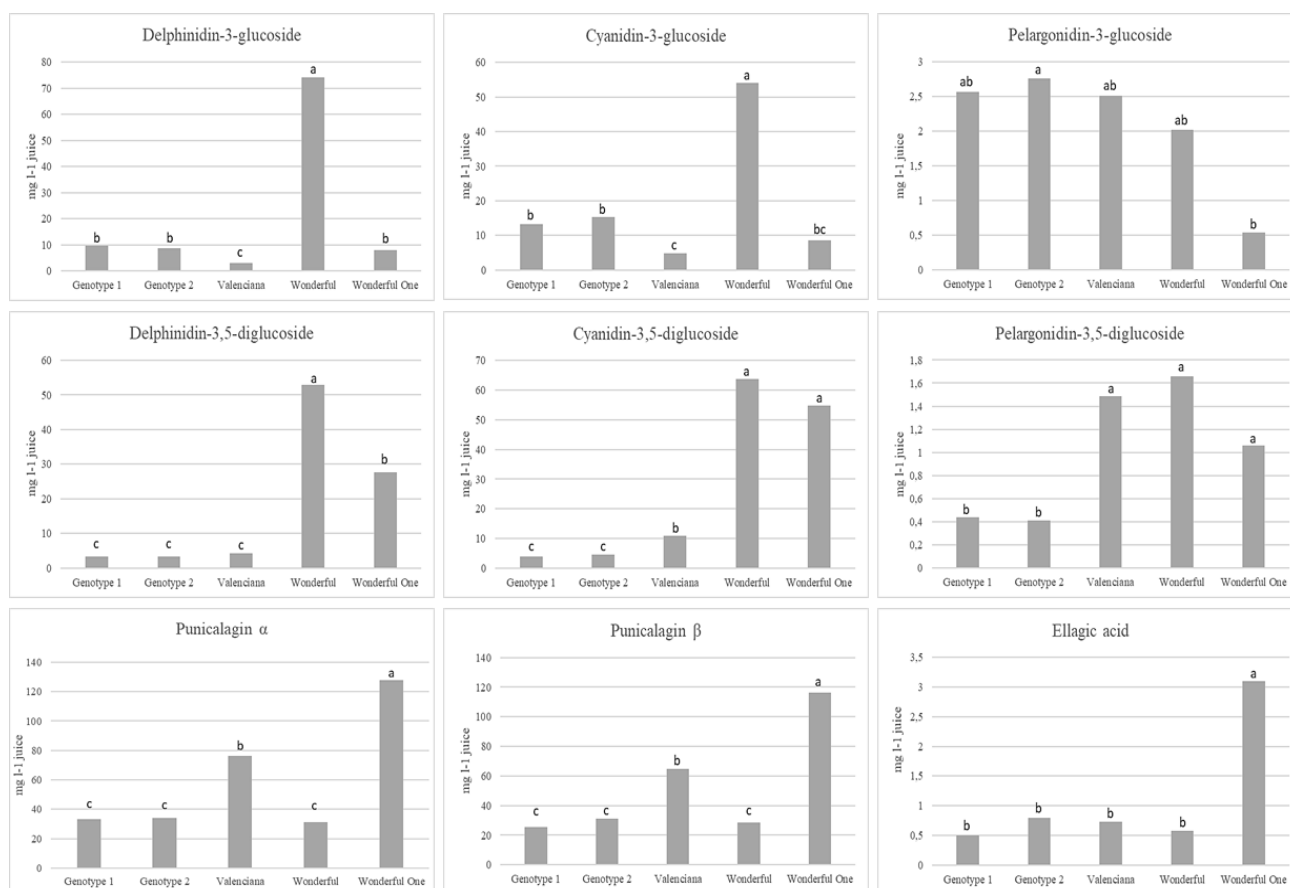 Delphinidin-3-glucoside
mg l-1 juice
80
70
60
50
40
30
20
10
0
b
b
c
a
b
Genotype 1 Genotype 2 Valenciana Wonderful Wonderful One
Cyanidin-3-glucoside
mg l-1 juice
60
50
40
30
20
10
0
b
b
c
a
bc
Genotype 1 Genotype 2 Valenciana Wonderful Wonderful One
Pelargonidin-3-glucoside
mg l-1 juice
3
2,5
2
1,5
1
0,5
0
ab
a
ab
ab
b
Genotype 1 Genotype 2 Valenciana Wonderful Wonderful One
Delphinidin-3,5-diglucoside
mg l-1 juice
60
50
40
30
20
10
0
c
c
c
a
b
Genotype 1 Genotype 2 Valenciana Wonderful Wonderful One
Cyanidin-3,5-diglucoside
mg l-1 juice
70
60
50
40
30
20
10
0
c
c
b
a
a
Genotype 1 Genotype 2 Valenciana Wonderful Wonderful One
Pelargonidin-3,5-diglucoside
mg l-1 juice
1,8
1,6
1,4
1,2
1
0,8
0,6
0,4
0,2
0
b
b
a
a
a
Genotype 1 Genotype 2 Valenciana Wonderful Wonderful One
Punicalagin α
mg l-1 juice
140
120
100
80
60
40
20
0
c
c
b
c
a
Genotype 1 Genotype 2 Valenciana Wonderful Wonderful One
Punicalagin β
mg l-1 juice
140
120
100
80
60
40
20
0
c
c
b
c
a
Genotype 1 Genotype 2 Valenciana Wonderful Wonderful One
Ellagic acid
mg l-1 juice
3,5
3
2,5
2
1,5
1
0,5
0
b
b
b
b
a
Genotype 1 Genotype 2 Valenciana Wonderful Wonderful One